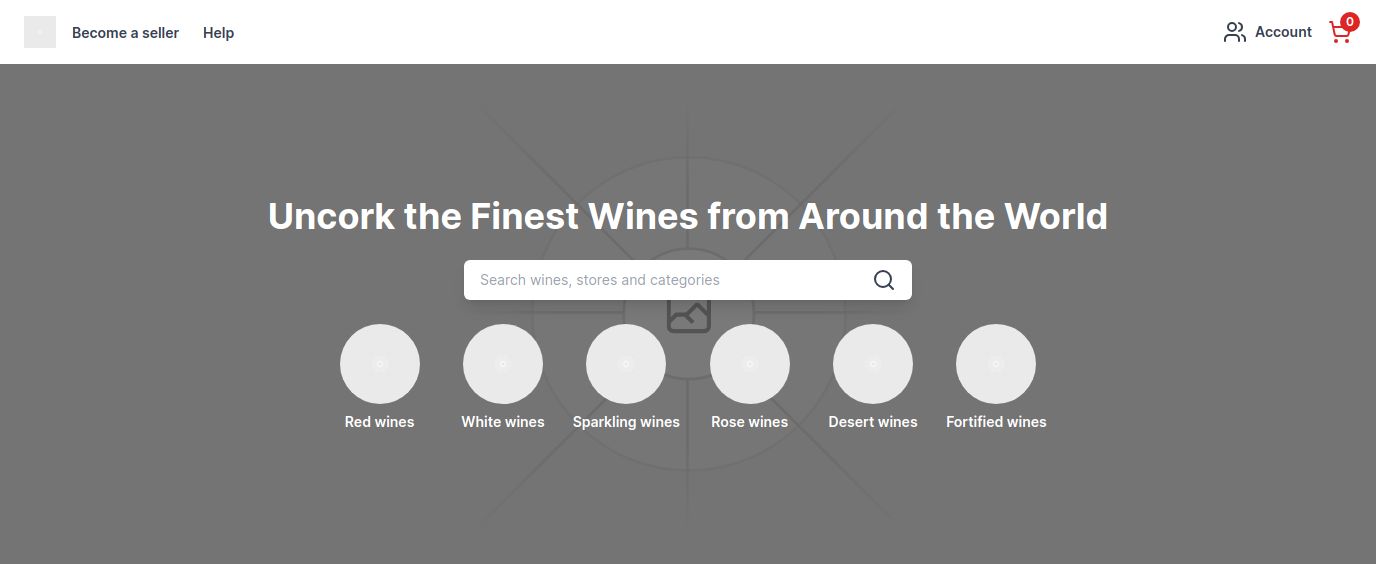 Become a seller
Help
Account
0
Uncork the Finest Wines from Around the World
Search wines, stores and categories
Red wines
White wines
Sparkling wines
Rose wines
Desert wines
Fortified wines